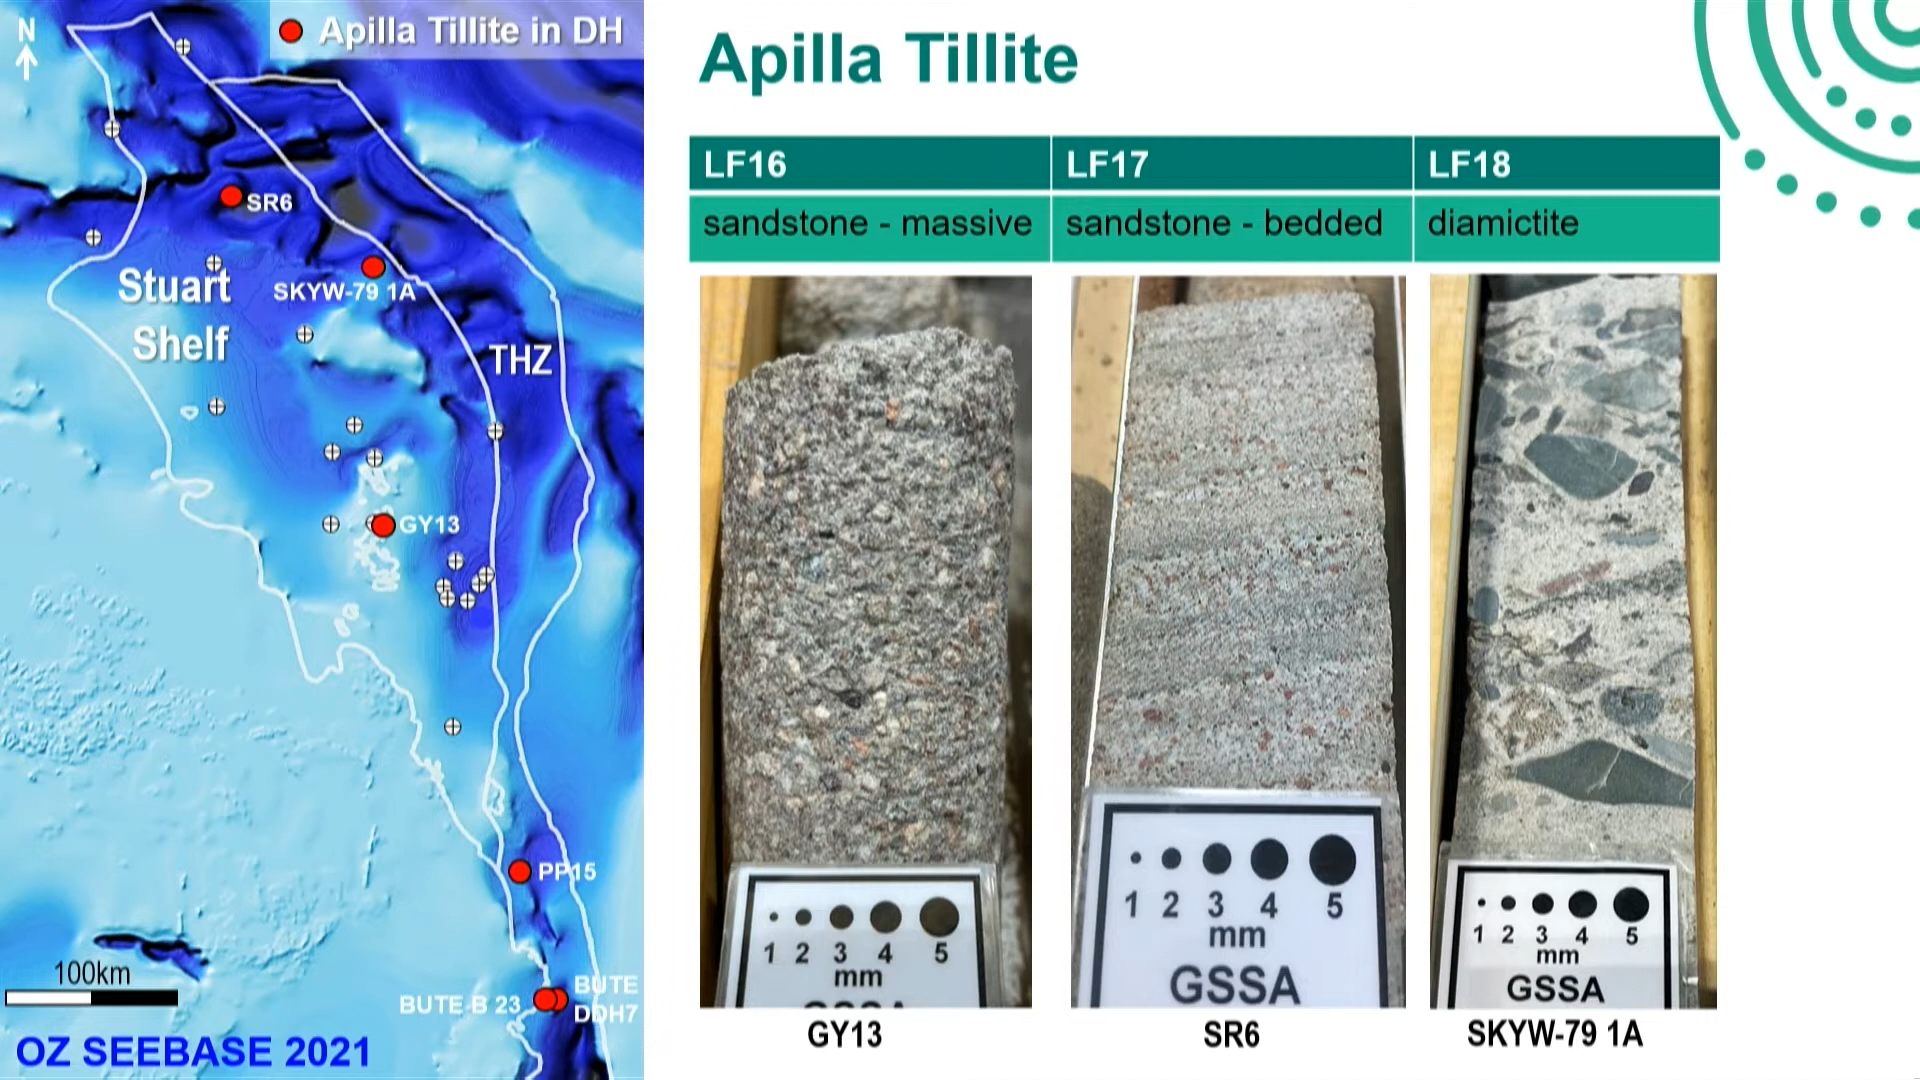 N
Apilla Tillite in DH
SR6
Stuart
Shelf
SKYW-79 1A
THZ
GY13
PP15
100km
BUTE B 23
BUTE
DDH7
OZ SEEBASE 2021
Apilla Tillite
LF16
LF17
LF18
sandstone - massive
sandstone - bedded
diamictite
1 2 3 4 5
mm
GSSA
1 2 3 4 5
mm
GSSA
1 2 3 4 5
mm
GSSA
GY13
SR6
SKYW-79 1A